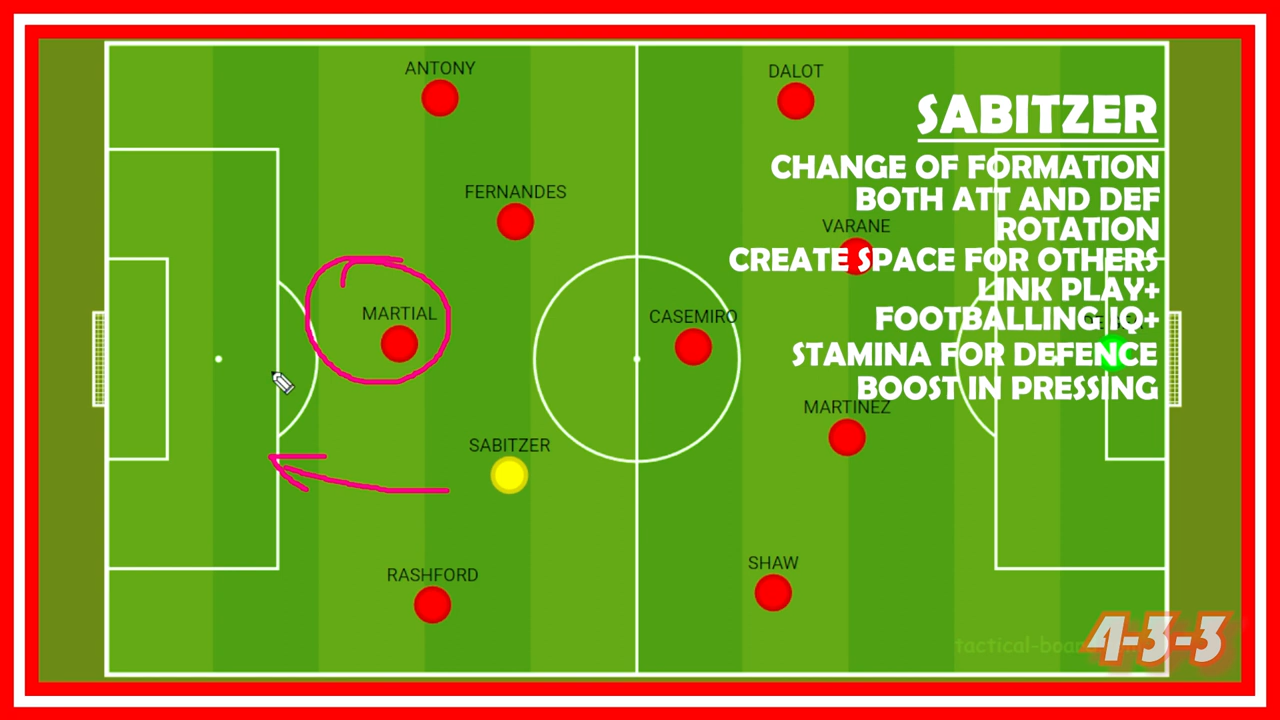 ANTONY
DALOT
SABITZER
CHANGE OF FORMATION
BOTH ATT AND DEF
ROTATION
CREATE SPACE FOR OTHERS
LINK PLAY+
FOOTBALLING IQ+
STAMINA FOR DEFENCE
BOOST IN PRESSING
FERNANDES
VARANE
MARTIAL
CASEMIRO
MARTINEZ
SABITZER
RASHFORD
SHAW
4-3-3